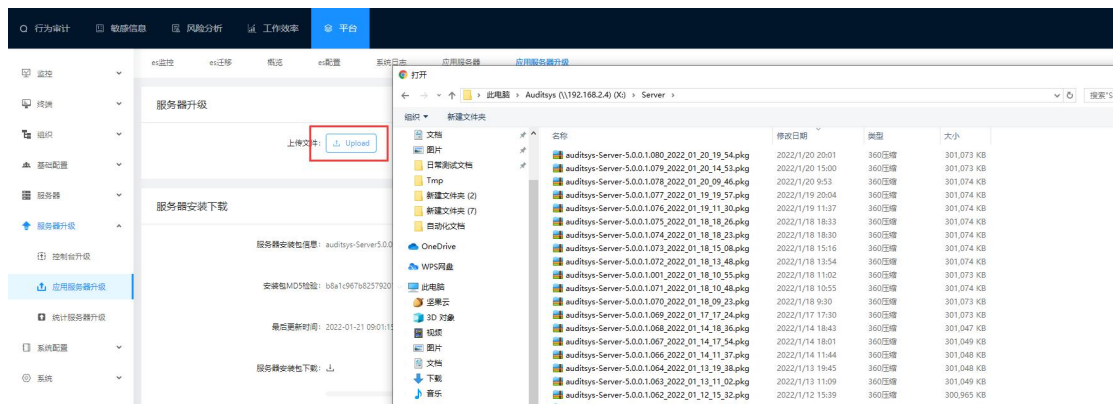 行为审计 敏感信息 风险分析 工作效率 平台
es监控 es迁移 概览 es配置 系统日志 应用服务器 应用服务器升级
监控
终端
组织
基础配置
服务器
服务器升级
控制台升级
应用服务器升级
统计服务器升级
系统配置
系统
服务器升级
上传文件: Upload
服务器安装下载
服务器安装包信息: auditsys-Server5.0.0
安装包MD5检验: b8a1c967b8257920
最后更新时间: 2022-01-21 09:01:15
服务器安装包下载:
打开
此电脑 > Auditsys (\\192.168.2.4) (X:) > Server >
搜索"S
组织 新建文件夹
文档
图片
日常测试文档
Tmp
新建文件夹 (2)
新建文件夹 (7)
自动化文档
OneDrive
WPS网盘
此电脑
坚果云
3D 对象
视频
图片
文档
下载
音乐
名称 修改日期 类型 大小
auditsys-Server-5.0.0.1.080_2022_01_20_19_54.pkg 2022/1/20 20:01 360压缩 301,073 KB
auditsys-Server-5.0.0.1.079_2022_01_20_14_53.pkg 2022/1/20 15:00 360压缩 301,073 KB
auditsys-Server-5.0.0.1.078_2022_01_20_09_46.pkg 2022/1/20 9:53 360压缩 301,074 KB
auditsys-Server-5.0.0.1.077_2022_01_19_19_57.pkg 2022/1/19 20:04 360压缩 301,074 KB
auditsys-Server-5.0.0.1.076_2022_01_19_11_30.pkg 2022/1/19 11:37 360压缩 301,074 KB
auditsys-Server-5.0.0.1.075_2022_01_18_18_26.pkg 2022/1/18 18:33 360压缩 301,074 KB
auditsys-Server-5.0.0.1.074_2022_01_18_18_23.pkg 2022/1/18 18:30 360压缩 301,074 KB
auditsys-Server-5.0.0.1.073_2022_01_18_15_08.pkg 2022/1/18 15:16 360压缩 301,074 KB
auditsys-Server-5.0.0.1.072_2022_01_18_13_48.pkg 2022/1/18 13:54 360压缩 301,074 KB
auditsys-Server-5.0.0.1.001_2022_01_18_10_55.pkg 2022/1/18 11:02 360压缩 301,073 KB
auditsys-Server-5.0.0.1.071_2022_01_18_10_48.pkg 2022/1/18 10:55 360压缩 301,074 KB
auditsys-Server-5.0.0.1.070_2022_01_18_09_23.pkg 2022/1/18 9:30 360压缩 301,073 KB
auditsys-Server-5.0.0.1.069_2022_01_17_17_24.pkg 2022/1/17 17:30 360压缩 301,073 KB
auditsys-Server-5.0.0.1.068_2022_01_14_18_36.pkg 2022/1/14 18:43 360压缩 301,047 KB
auditsys-Server-5.0.0.1.067_2022_01_14_17_54.pkg 2022/1/14 18:01 360压缩 301,049 KB
auditsys-Server-5.0.0.1.066_2022_01_14_11_37.pkg 2022/1/14 11:44 360压缩 301,048 KB
auditsys-Server-5.0.0.1.064_2022_01_13_19_38.pkg 2022/1/13 19:45 360压缩 301,048 KB
auditsys-Server-5.0.0.1.063_2022_01_13_11_02.pkg 2022/1/13 11:09 360压缩 301,049 KB
auditsys-Server-5.0.0.1.062_2022_01_12_15_32.pkg 2022/1/12 15:39 360压缩 300,965 KB